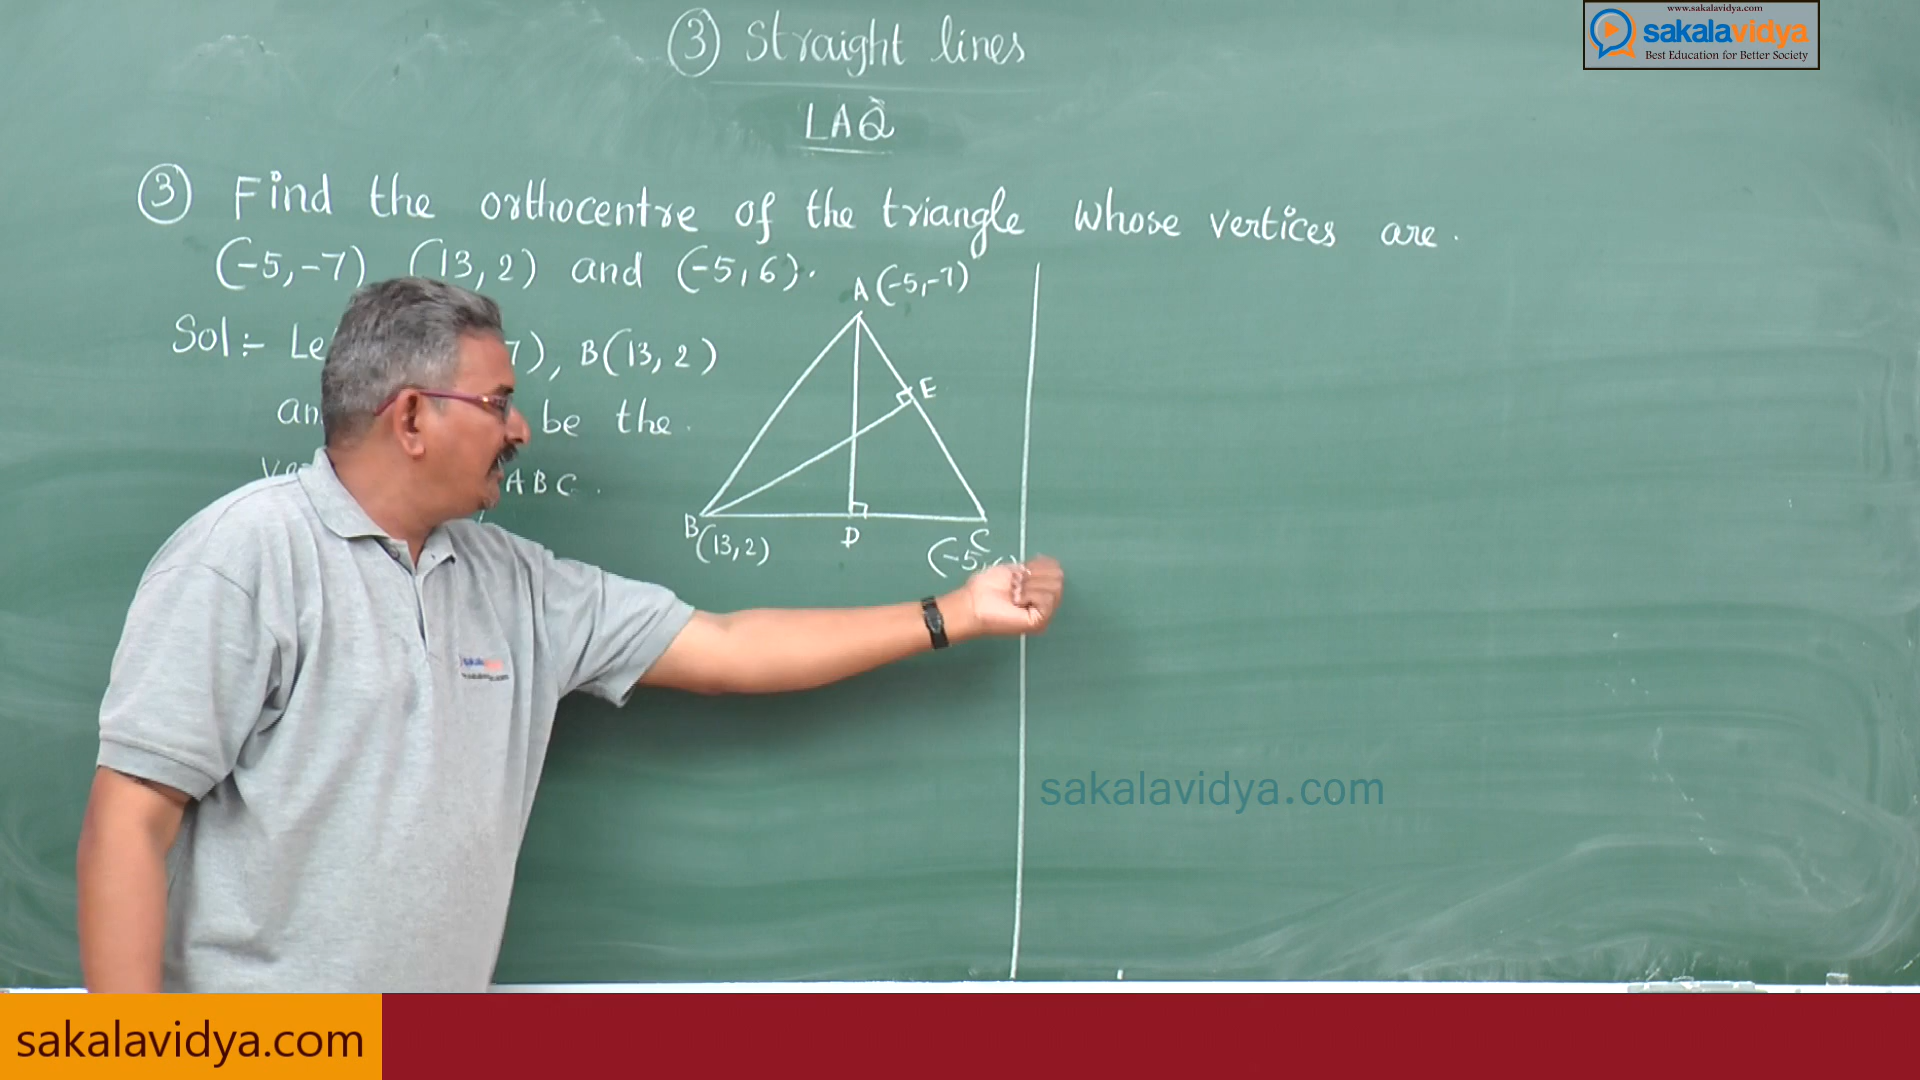 www.sakalavidya.com
sakalavidya
Best Education for Better Society
③ Straight lines
LAQ
③ Find the orthocentre of the triangle whose vertices are.
(-5,-7) (13,2) and (-5,6).
A(-5,-7)
Sol:- Le 7), B(13,2)
an be the.
ABC.
E
B(13,2)
D
C
(-5,
sakalavidya.com
sakalavidya.com